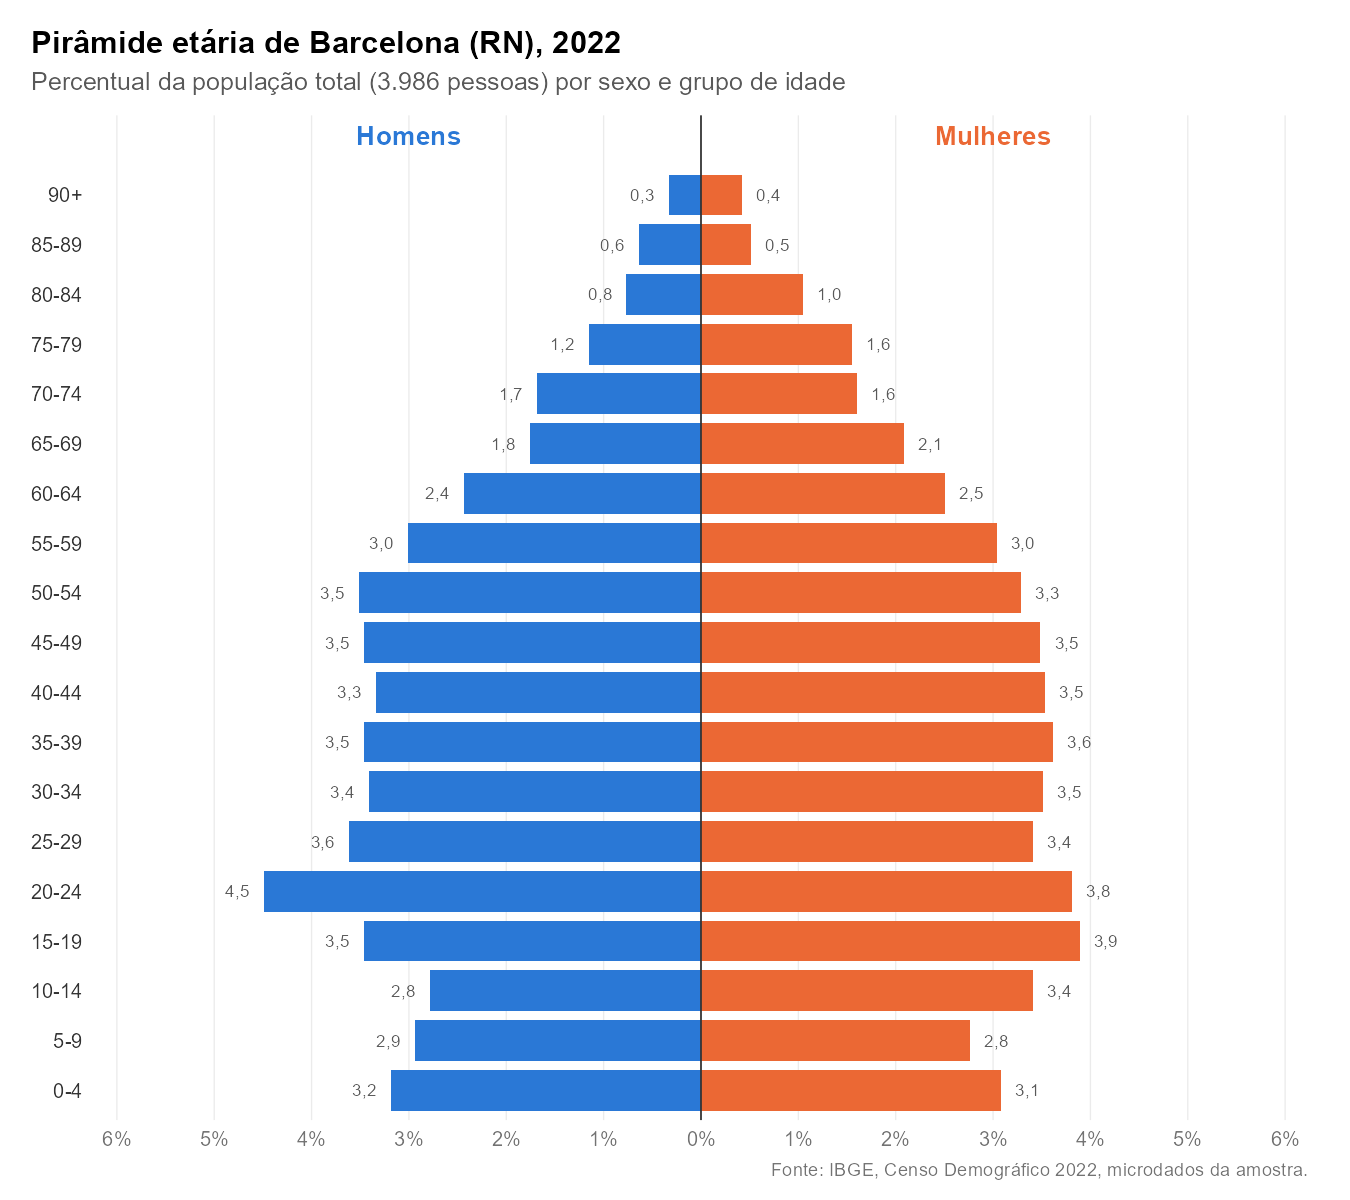 Pirâmide etária de Barcelona (RN), 2022
Percentual da população total (3.986 pessoas) por sexo e grupo de idade
Homens Mulheres
90+ 0,3 0,4
85-89 0,6 0,5
80-84 0,8 1,0
75-79 1,2 1,6
70-74 1,7 1,6
65-69 1,8 2,1
60-64 2,4 2,5
55-59 3,0 3,0
50-54 3,5 3,3
45-49 3,5 3,5
40-44 3,3 3,5
35-39 3,5 3,6
30-34 3,4 3,5
25-29 3,6 3,4
20-24 4,5 3,8
15-19 3,5 3,9
10-14 2,8 3,4
5-9 2,9 2,8
0-4 3,2 3,1
6% 5% 4% 3% 2% 1% 0% 1% 2% 3% 4% 5% 6%
Fonte: IBGE, Censo Demográfico 2022, microdados da amostra.